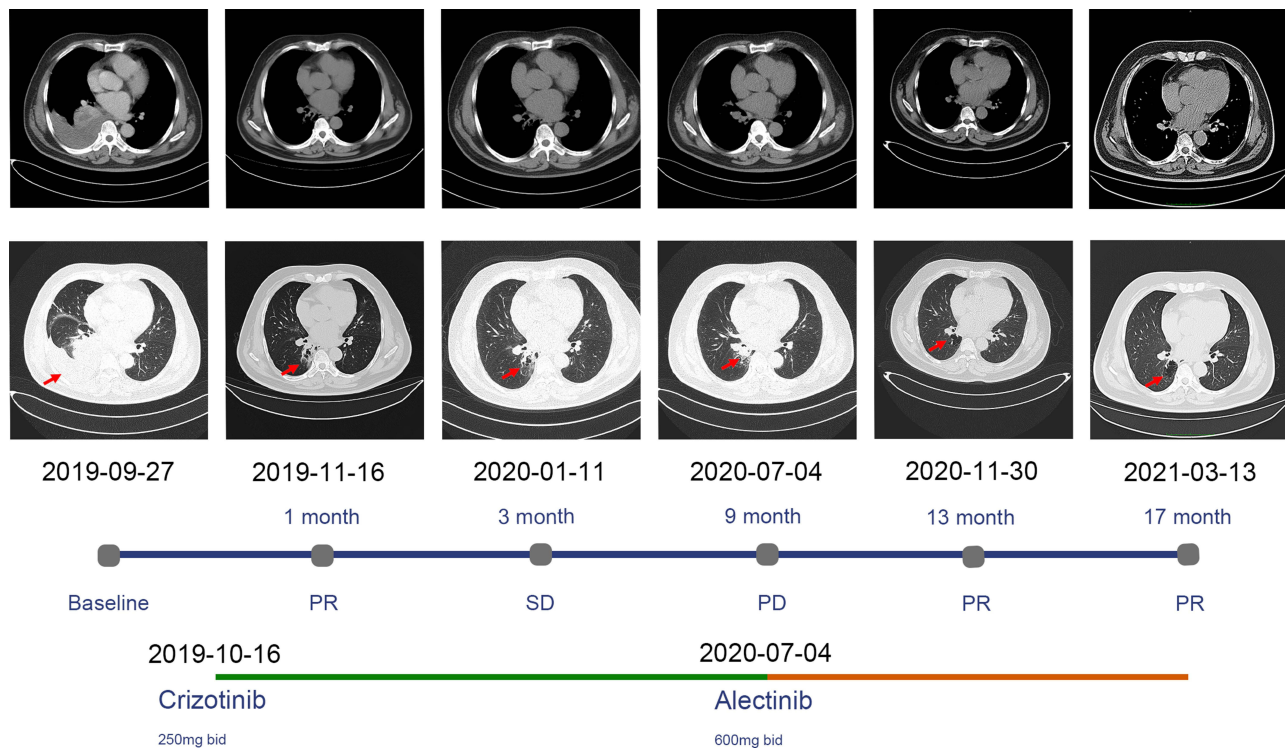 2019-09-27 2019-11-16 2020-01-11 2020-07-04 2020-11-30 2021-03-13
1 month 3 month 9 month 13 month 17 month
Baseline PR SD PD PR PR
2019-10-16 2020-07-04
Crizotinib Alectinib
250mg bid 600mg bid